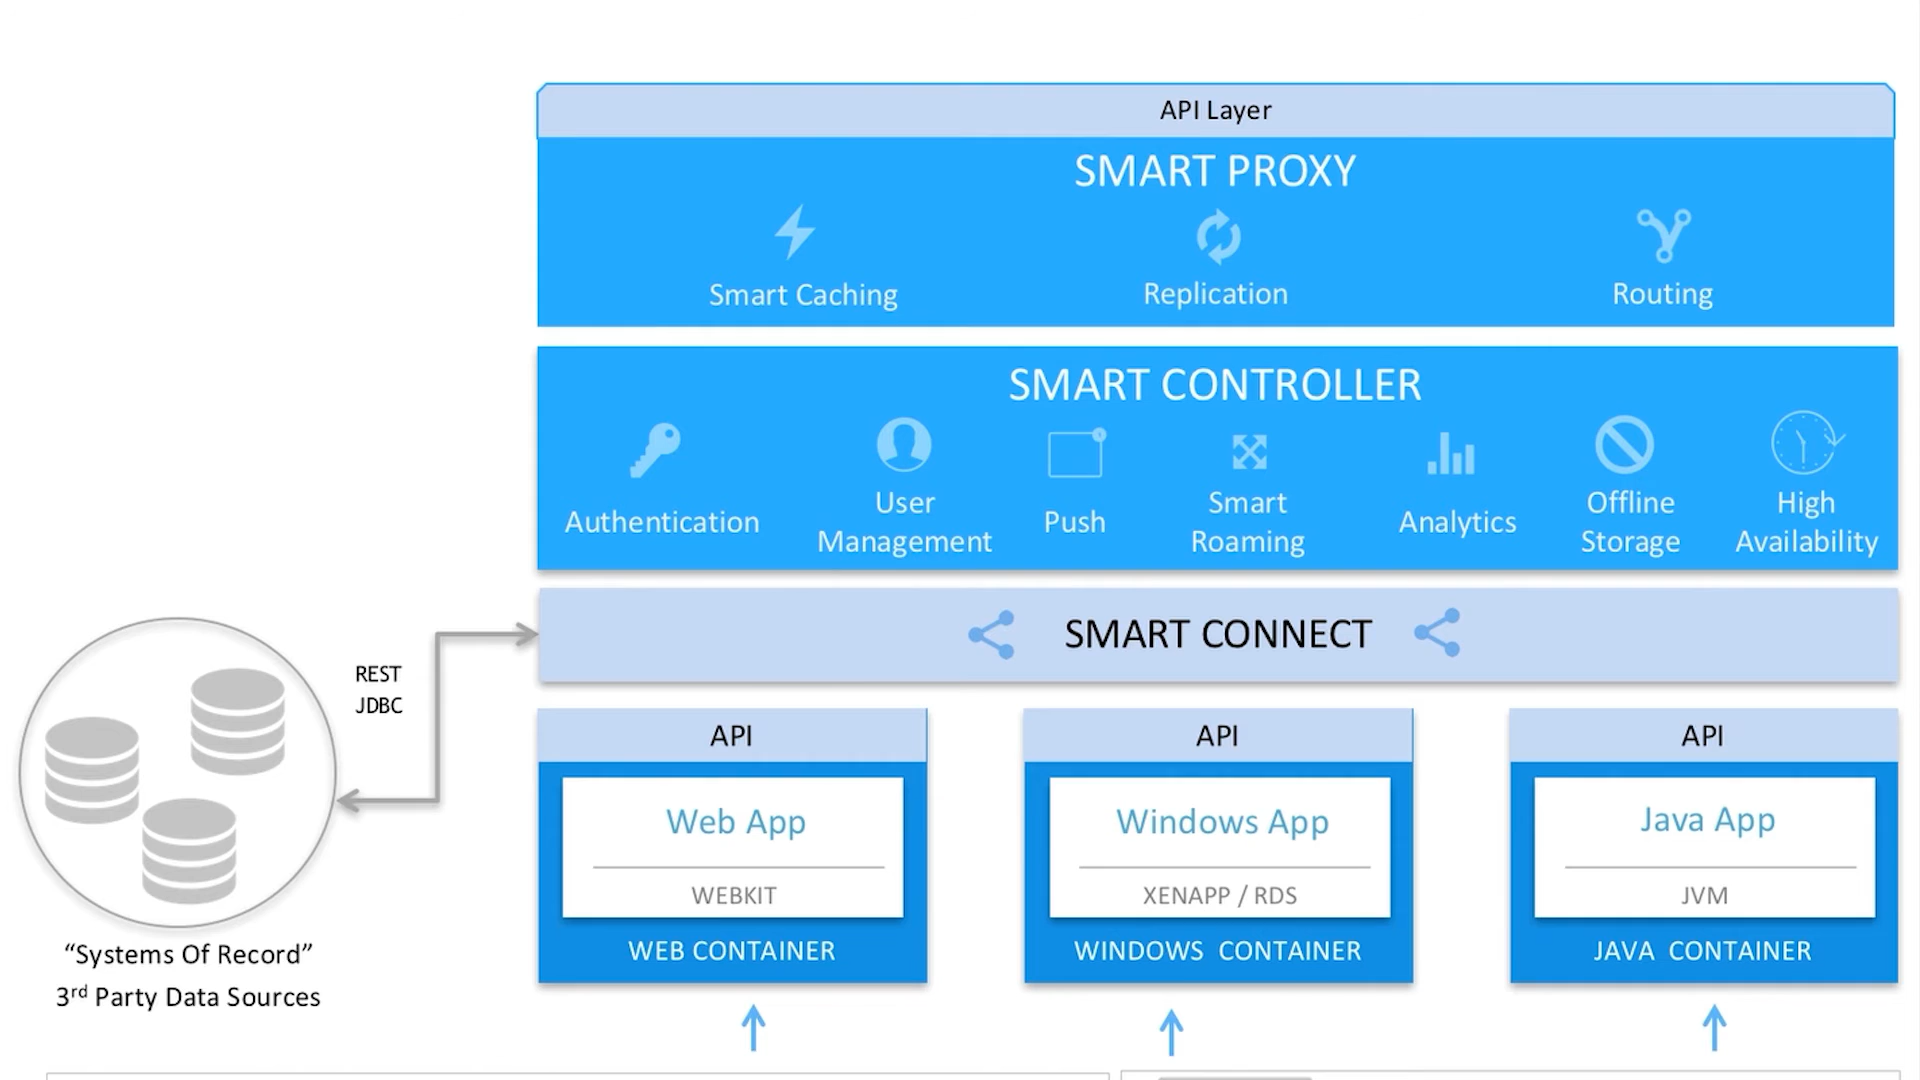 API Layer
SMART PROXY
Smart Caching
Replication
Routing
SMART CONTROLLER
Authentication
User
Management
Push
Smart
Roaming
Analytics
Offline
Storage
High
Availability
SMART CONNECT
REST
JDBC
“Systems Of Record”
3rd Party Data Sources
API
Web App
WEBKIT
WEB CONTAINER
API
Windows App
XENAPP / RDS
WINDOWS CONTAINER
API
Java App
JVM
JAVA CONTAINER